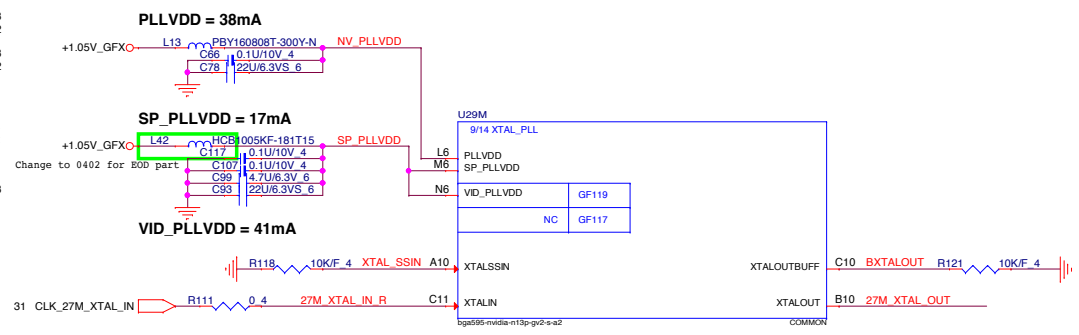 PLLVDD = 38mA
+1.05V_GFX L13 PBY160808T-300Y-N NV_PLLVDD
C66 0.1U/10V_4
C78 22U/6.3VS_6
SP_PLLVDD = 17mA
+1.05V_GFX L42 HCB1005KF-181T15 SP_PLLVDD
Change to 0402 for EOD part
C117 0.1U/10V_4
C107 0.1U/10V_4
C99 4.7U/6.3V_6
C93 22U/6.3VS_6
VID_PLLVDD = 41mA
U29M
9/14 XTAL_PLL
L6 PLLVDD
M6 SP_PLLVDD
N6 VID_PLLVDD GF119
NC GF117
R118 10K/F_4 XTAL_SSIN A10 XTALSSIN
XTALOUTBUFF C10 BXTALOUT R121 10K/F_4
31 CLK_27M_XTAL_IN R111 0_4 27M_XTAL_IN_R C11 XTALIN
XTALOUT B10 27M_XTAL_OUT
bga595-nvidia-n13p-gv2-s-a2 COMMON